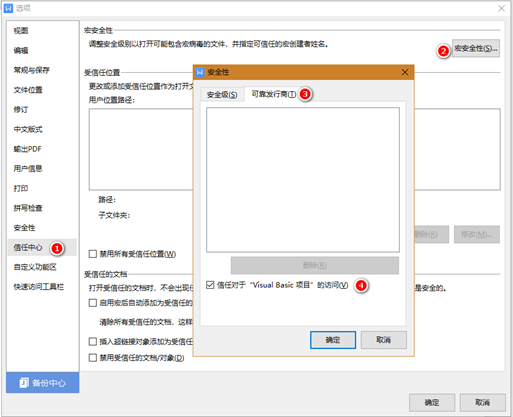 选项
视图
编辑
常规与保存
文件位置
修订
中文版式
输出PDF
用户信息
打印
拼写检查
安全性
信任中心
1
自定义功能区
快速访问工具栏
备份中心
宏安全性
调整安全级别以打开可能包含宏病毒的文件，并指定可信任的宏创建者姓名。
2
宏安全性(S)...
受信任位置
更改或添加受信任位置作为打开文
用户位置路径：
路径：
子文件夹：
删除(R)
修改(M)...
禁用所有受信任位置(W)
受信任的文档
打开受信任的文档时，不会出现任
是安全的。
启用宏后自动添加为受信任的
清除所有受信任的文档，这样
插入超链接对象添加为受信任
禁用受信任的文档/对象(D)
安全性
安全级(S)
可靠发行商(T)
3
删除(R)
信任对于"Visual Basic 项目"的访问(V)
4
确定
取消
确定
取消